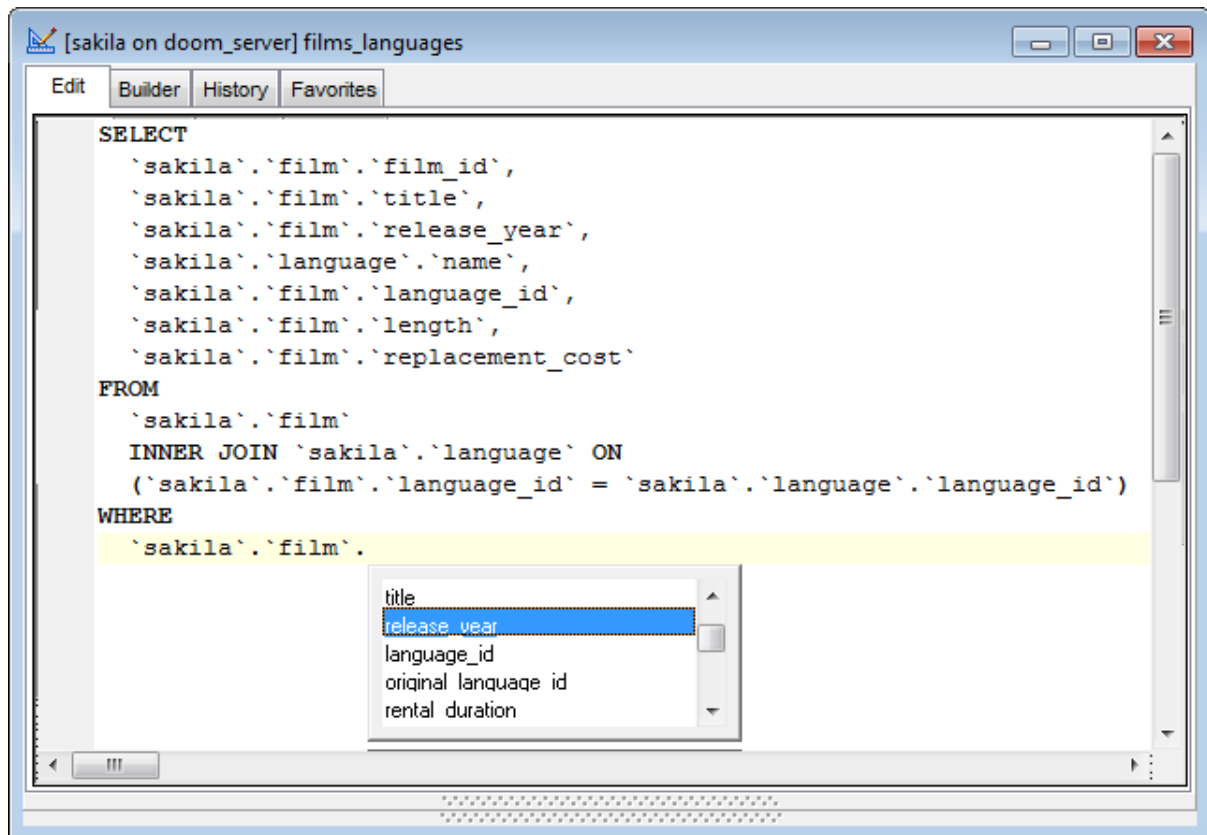 [sakila on doom_server] films_languages
Edit Builder History Favorites
SELECT
`sakila`.`film`.`film_id`,
`sakila`.`film`.`title`,
`sakila`.`film`.`release_year`,
`sakila`.`language`.`name`,
`sakila`.`film`.`language_id`,
`sakila`.`film`.`length`,
`sakila`.`film`.`replacement_cost`
FROM
`sakila`.`film`
INNER JOIN `sakila`.`language` ON
(`sakila`.`film`.`language_id` = `sakila`.`language`.`language_id`)
WHERE
`sakila`.`film`.
title
release_year
language_id
original_language_id
rental_duration